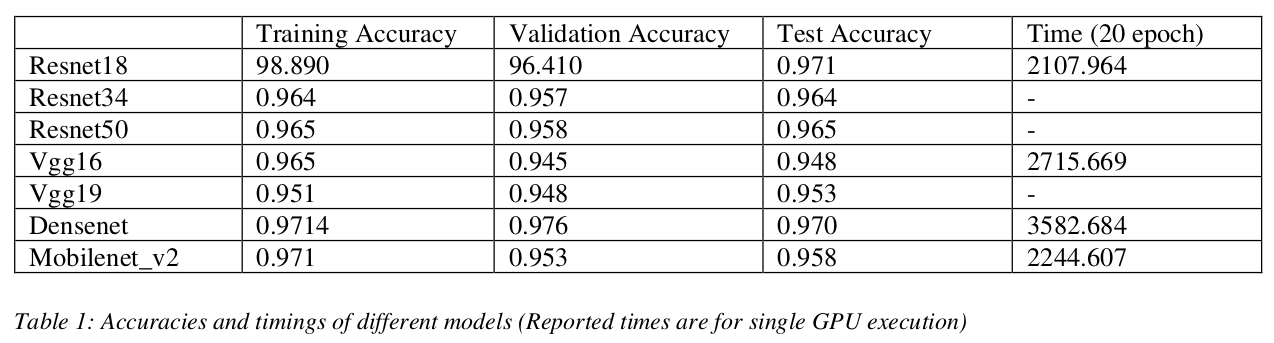 Training Accuracy Validation Accuracy Test Accuracy Time (20 epoch)
Resnet18 98.890 96.410 0.971 2107.964
Resnet34 0.964 0.957 0.964 -
Resnet50 0.965 0.958 0.965 -
Vgg16 0.965 0.945 0.948 2715.669
Vgg19 0.951 0.948 0.953 -
Densenet 0.9714 0.976 0.970 3582.684
Mobilenet_v2 0.971 0.953 0.958 2244.607
Table 1: Accuracies and timings of different models (Reported times are for single GPU execution)